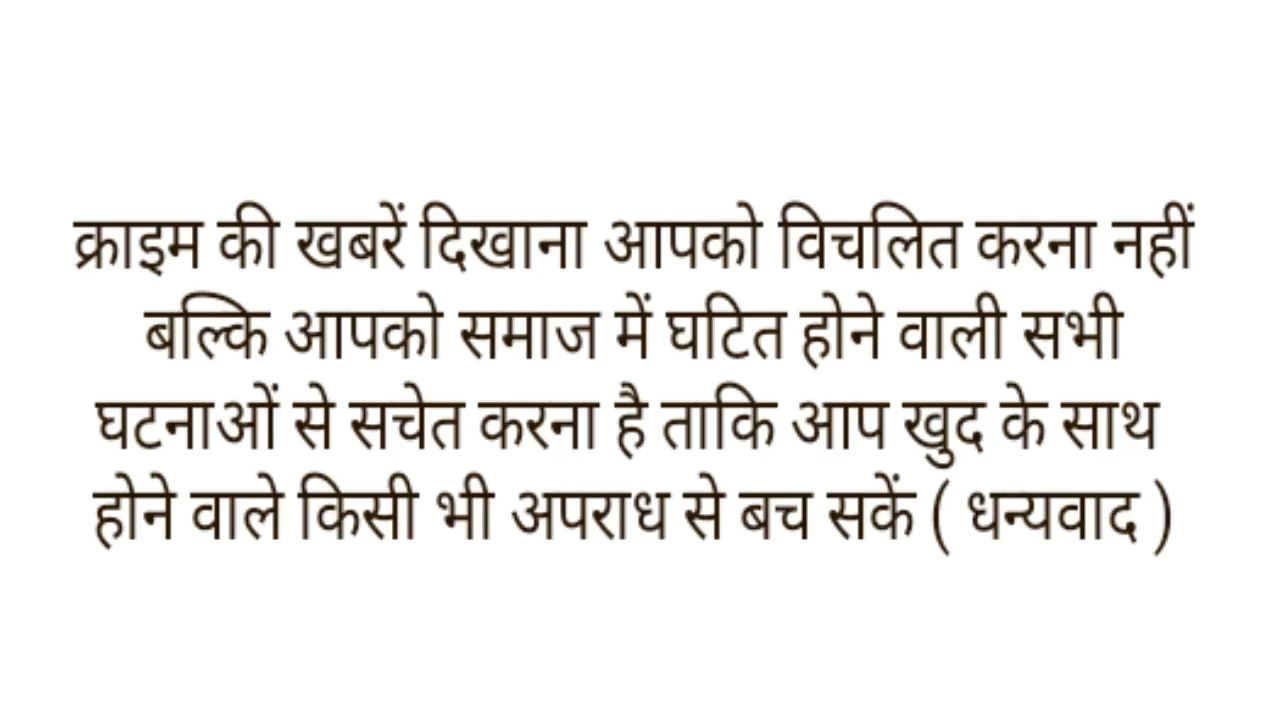 क्राइम की खबरें दिखाना आपको विचलित करना नहीं
बल्कि आपको समाज में घटित होने वाली सभी
घटनाओं से सचेत करना है ताकि आप खुद के साथ
होने वाले किसी भी अपराध से बच सकें ( धन्यवाद )